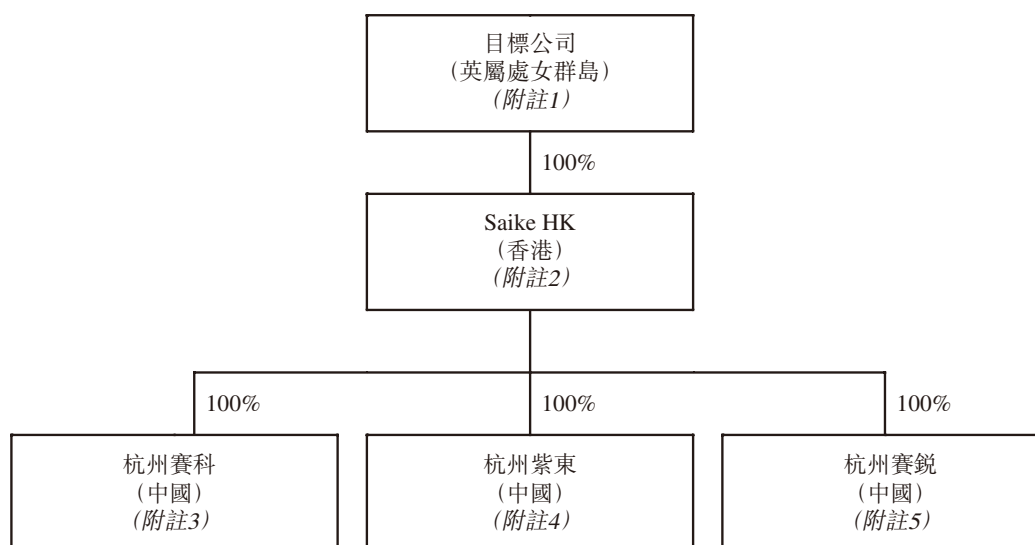 目標公司
（英屬處女群島）
（附註1）
100%
Saike HK
（香港）
（附註2）
100%
100%
100%
杭州賽科
（中國）
（附註3）
杭州紫東
（中國）
（附註4）
杭州賽銳
（中國）
（附註5）